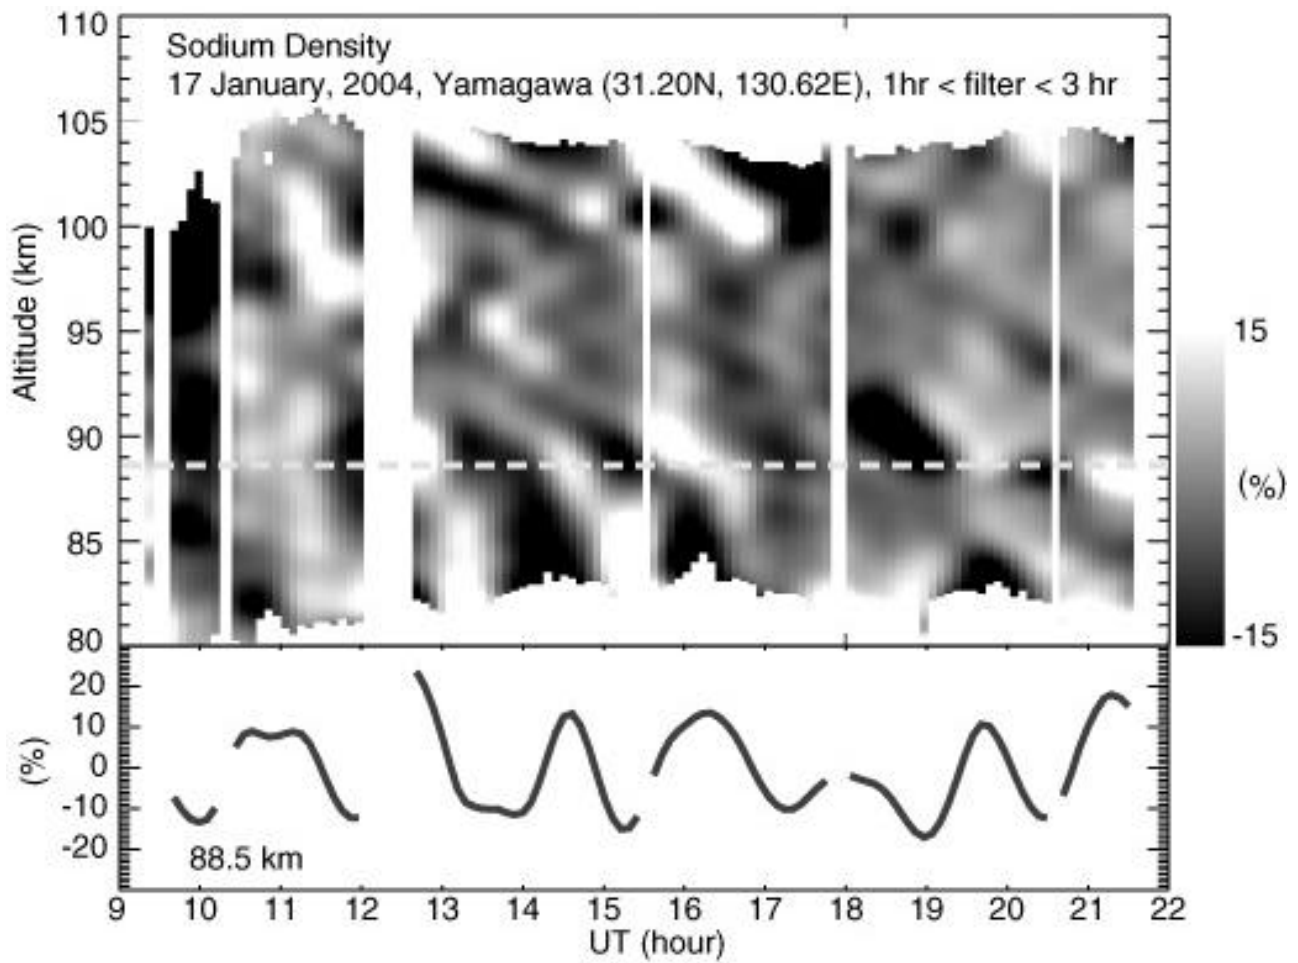 110
Sodium Density
17 January, 2004, Yamagawa (31.20N, 130.62E), 1hr < filter < 3 hr
105
100
95
90
85
80
Altitude (km)
15
(%)
-15
20
10
0
-10
-20
(%)
88.5 km
9 10 11 12 13 14 15 16 17 18 19 20 21 22
UT (hour)